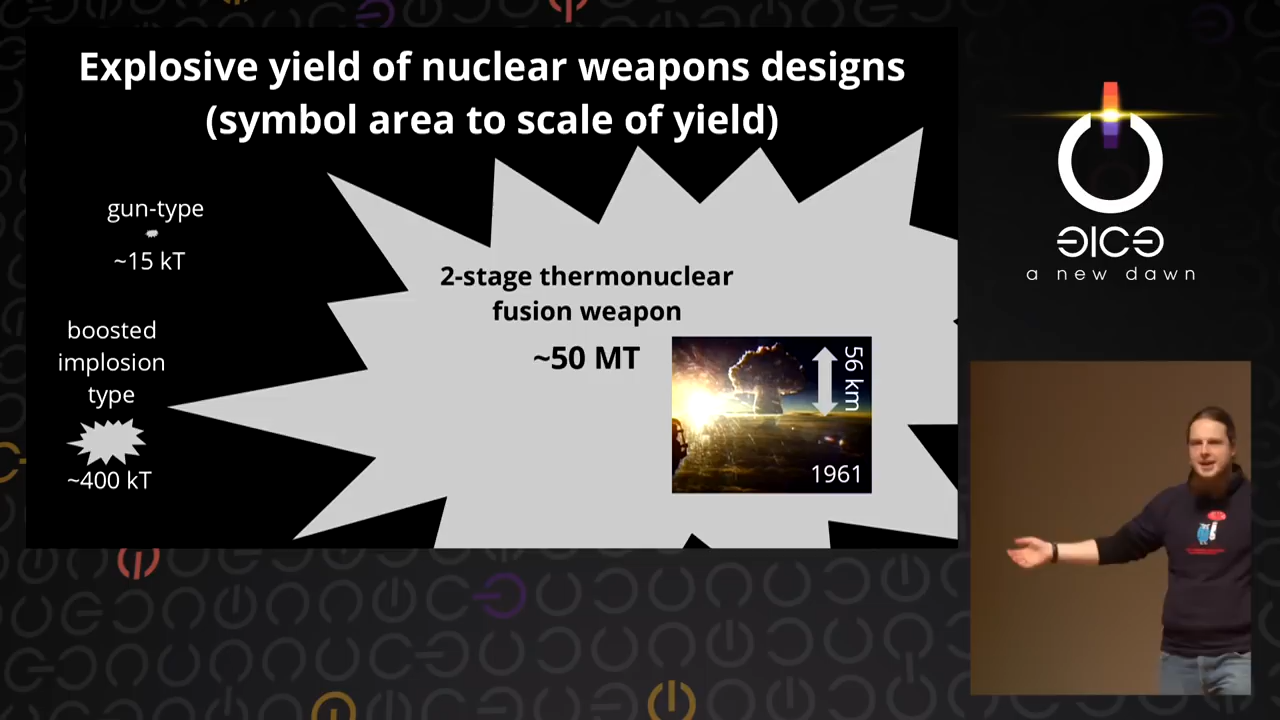 Explosive yield of nuclear weapons designs
(symbol area to scale of yield)
gun-type
~15 kT
boosted
implosion
type
~400 kT
2-stage thermonuclear
fusion weapon
~50 MT
56 km
1961
a new dawn